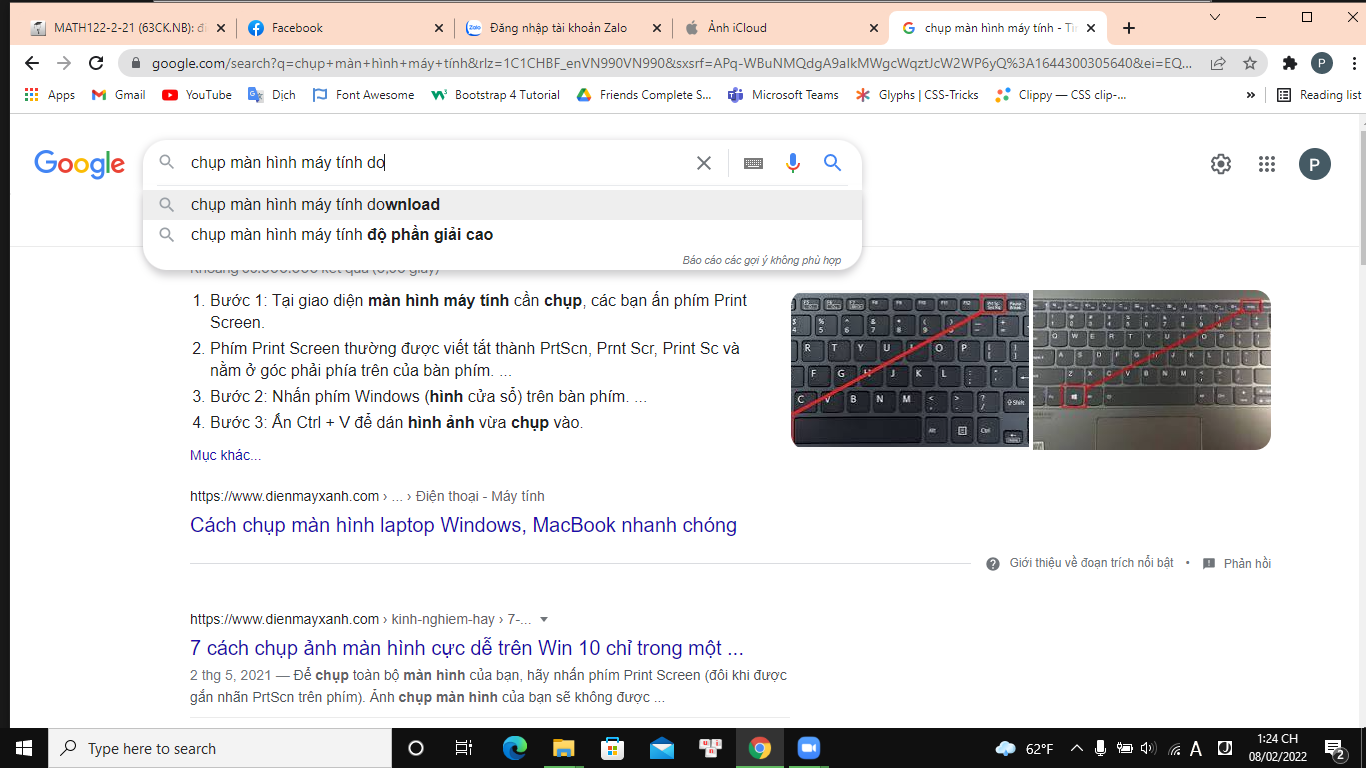 MATH122-2-21 (63CK.NB): đi
Facebook
Đăng nhập tài khoản Zalo
Ảnh iCloud
chụp màn hình máy tính - Tì
google.com/search?q=chụp+màn+hình+máy+tính&rlz=1C1CHBF_enVN990VN990&sxsrf=APq-WBuNMQdgA9aIkMWgcWqztJcW2WP6yQ%3A1644300305640&ei=EQ...
P
Apps
Gmail
YouTube
Dịch
Font Awesome
Bootstrap 4 Tutorial
Friends Complete S...
Microsoft Teams
Glyphs | CSS-Tricks
Clippy — CSS clip-...
»
Reading list
Google
chụp màn hình máy tính do
P
chụp màn hình máy tính download
chụp màn hình máy tính độ phần giải cao
Báo cáo các gợi ý không phù hợp
1. Bước 1: Tại giao diện màn hình máy tính cần chụp, các bạn ấn phím Print
Screen.
2. Phím Print Screen thường được viết tắt thành PrtScn, Prnt Scr, Print Sc và
nằm ở góc phải phía trên của bàn phím. ...
3. Bước 2: Nhấn phím Windows (hình cửa sổ) trên bàn phím. ...
4. Bước 3: Ấn Ctrl + V để dán hình ảnh vừa chụp vào.
Mục khác...
https://www.dienmayxanh.com › ... › Điện thoại - Máy tính
Cách chụp màn hình laptop Windows, MacBook nhanh chóng
Giới thiệu về đoạn trích nổi bật • Phản hồi
https://www.dienmayxanh.com › kinh-nghiem-hay › 7-...
7 cách chụp ảnh màn hình cực dễ trên Win 10 chỉ trong một ...
2 thg 5, 2021 — Để chụp toàn bộ màn hình của bạn, hãy nhấn phím Print Screen (đôi khi được
gắn nhãn PrtScn trên phím). Ảnh chụp màn hình của bạn sẽ không được ...
Type here to search
62°F
A
1:24 CH
08/02/2022
2